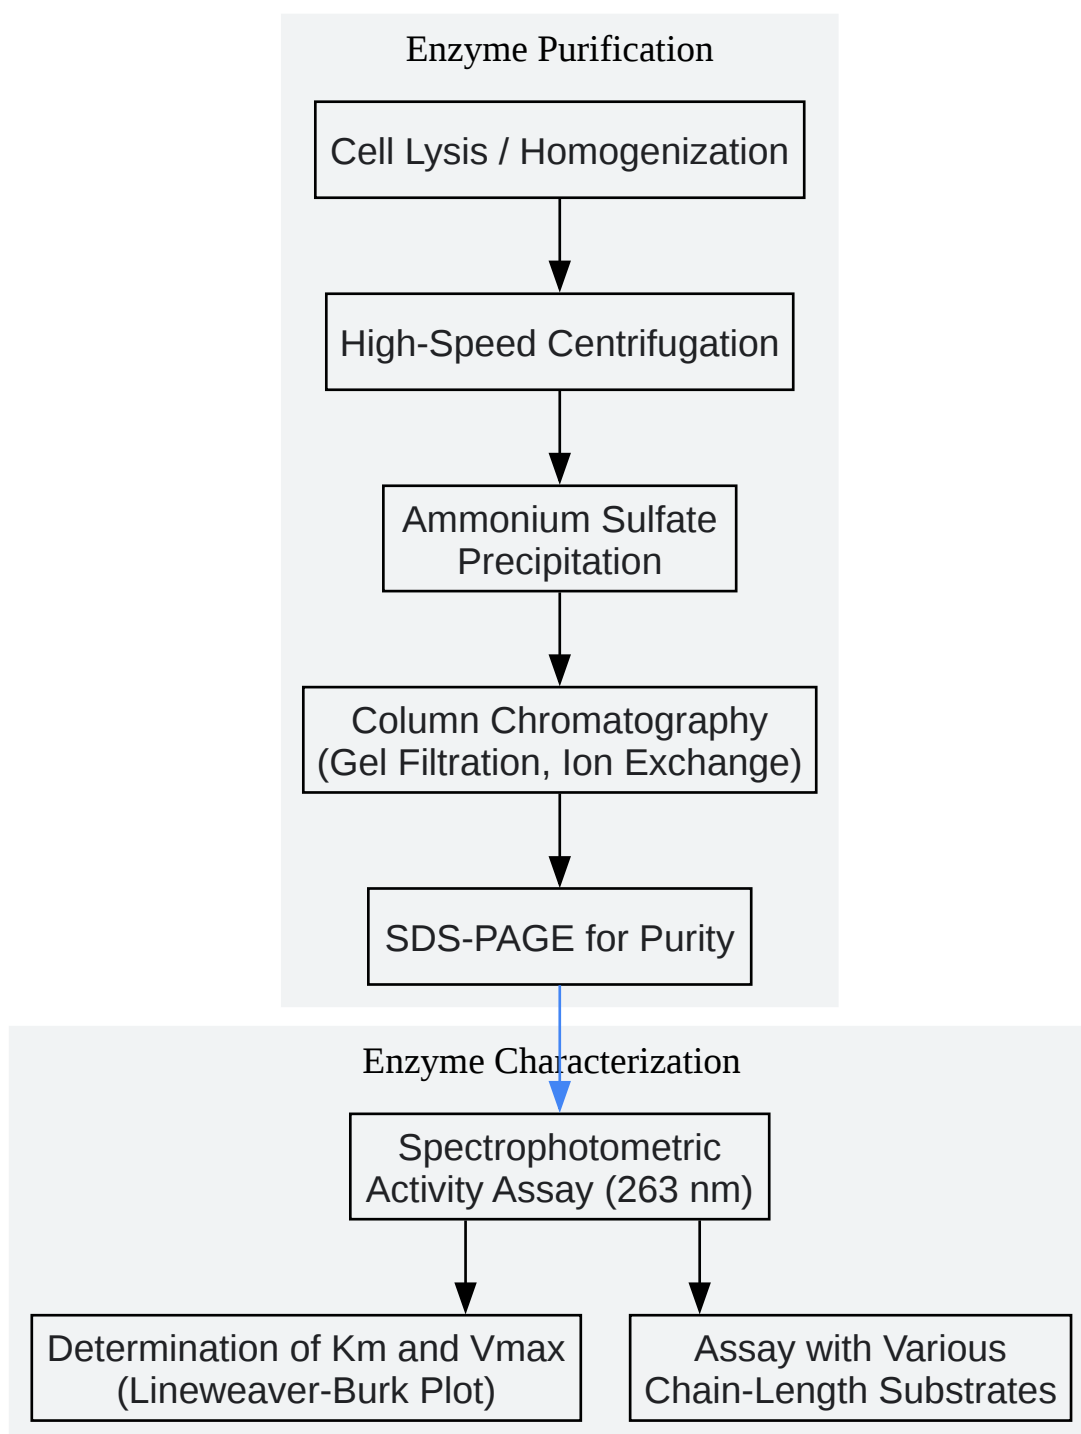 Enzyme Purification
Cell Lysis / Homogenization
High-Speed Centrifugation
Ammonium Sulfate
Precipitation
Column Chromatography
(Gel Filtration, Ion Exchange)
SDS-PAGE for Purity
Enzyme Characterization
Spectrophotometric
Activity Assay (263 nm)
Determination of Km and Vmax
(Lineweaver-Burk Plot)
Assay with Various
Chain-Length Substrates